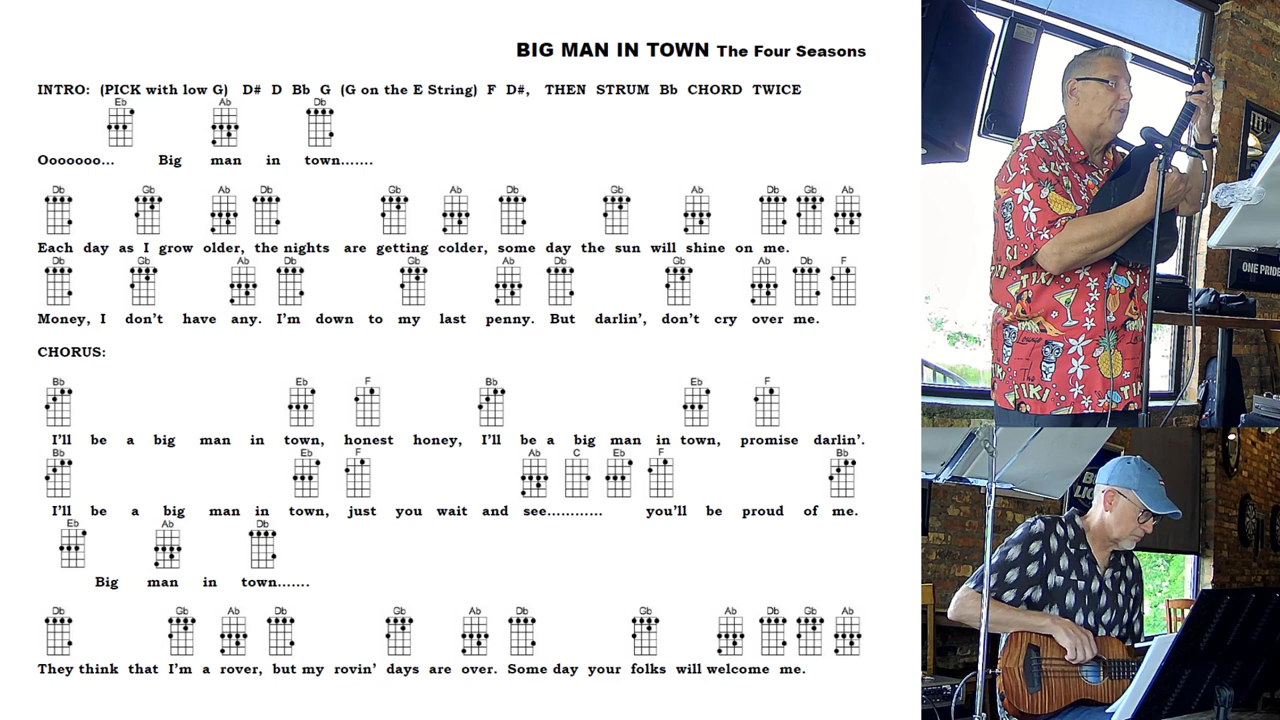 BIG MAN IN TOWN The Four Seasons
INTRO: (PICK with low G) D# D Bb G (G on the E String) F D#, THEN STRUM Bb CHORD TWICE
Eb Ab Db
Ooooooo... Big man in town.......
Db Gb Ab Db Gb Ab Db Gb Ab Db Gb Ab
Each day as I grow older, the nights are getting colder, some day the sun will shine on me.
Db Gb Ab Db Gb Ab Db Gb Ab Db F
Money, I don't have any. I'm down to my last penny. But darlin', don't cry over me.
CHORUS:
Bb Eb F Bb Eb F
I'll be a big man in town, honest honey, I'll be a big man in town, promise darlin'.
Bb Eb F Ab C Eb F Bb
I'll be a big man in town, just you wait and see............ you'll be proud of me.
Eb Ab Db
Big man in town.......
Db Gb Ab Db Gb Ab Db Gb Ab Db Gb Ab
They think that I'm a rover, but my rovin' days are over. Some day your folks will welcome me.
ONE PRIDE
TIKI